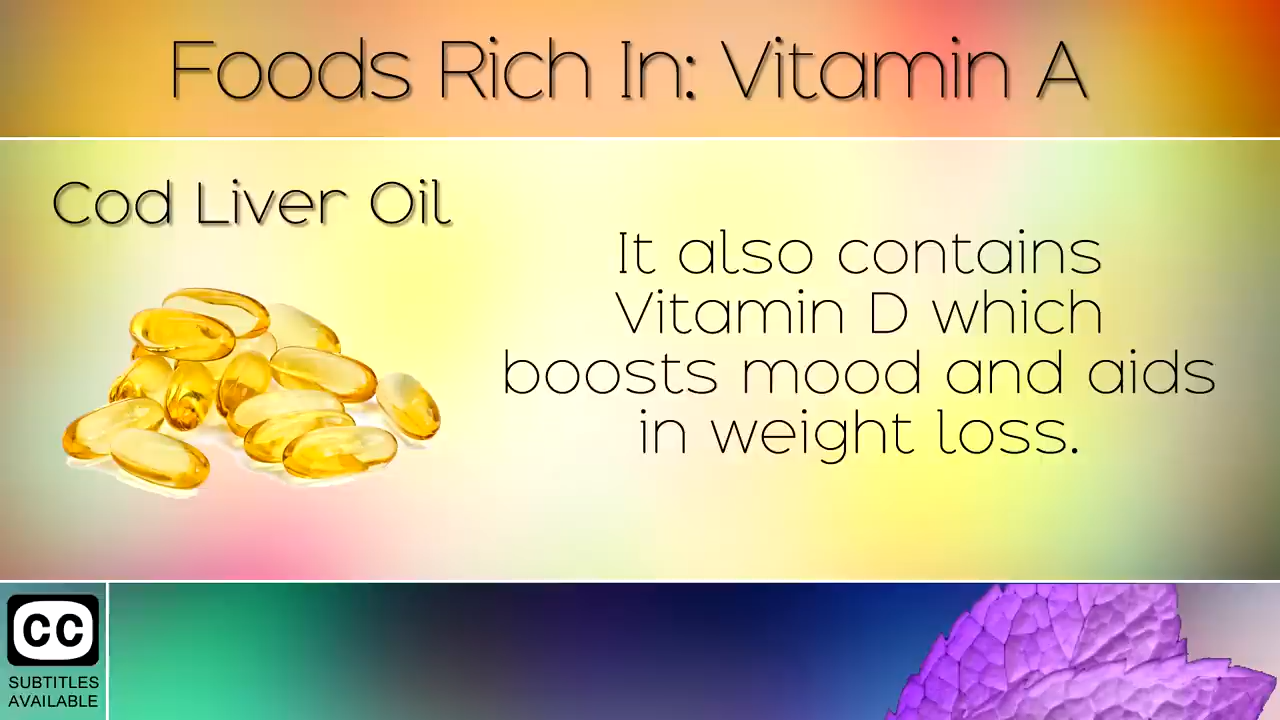 Foods Rich In: Vitamin A
Cod Liver Oil
It also contains
Vitamin D which
boosts mood and aids
in weight loss.
CC
SUBTITLES
AVAILABLE